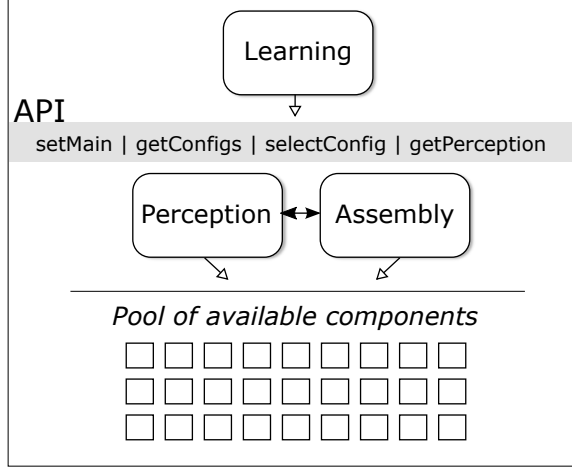 Learning
API
setMain | getConfigs | selectConfig | getPerception
Perception
Assembly
Pool of available components